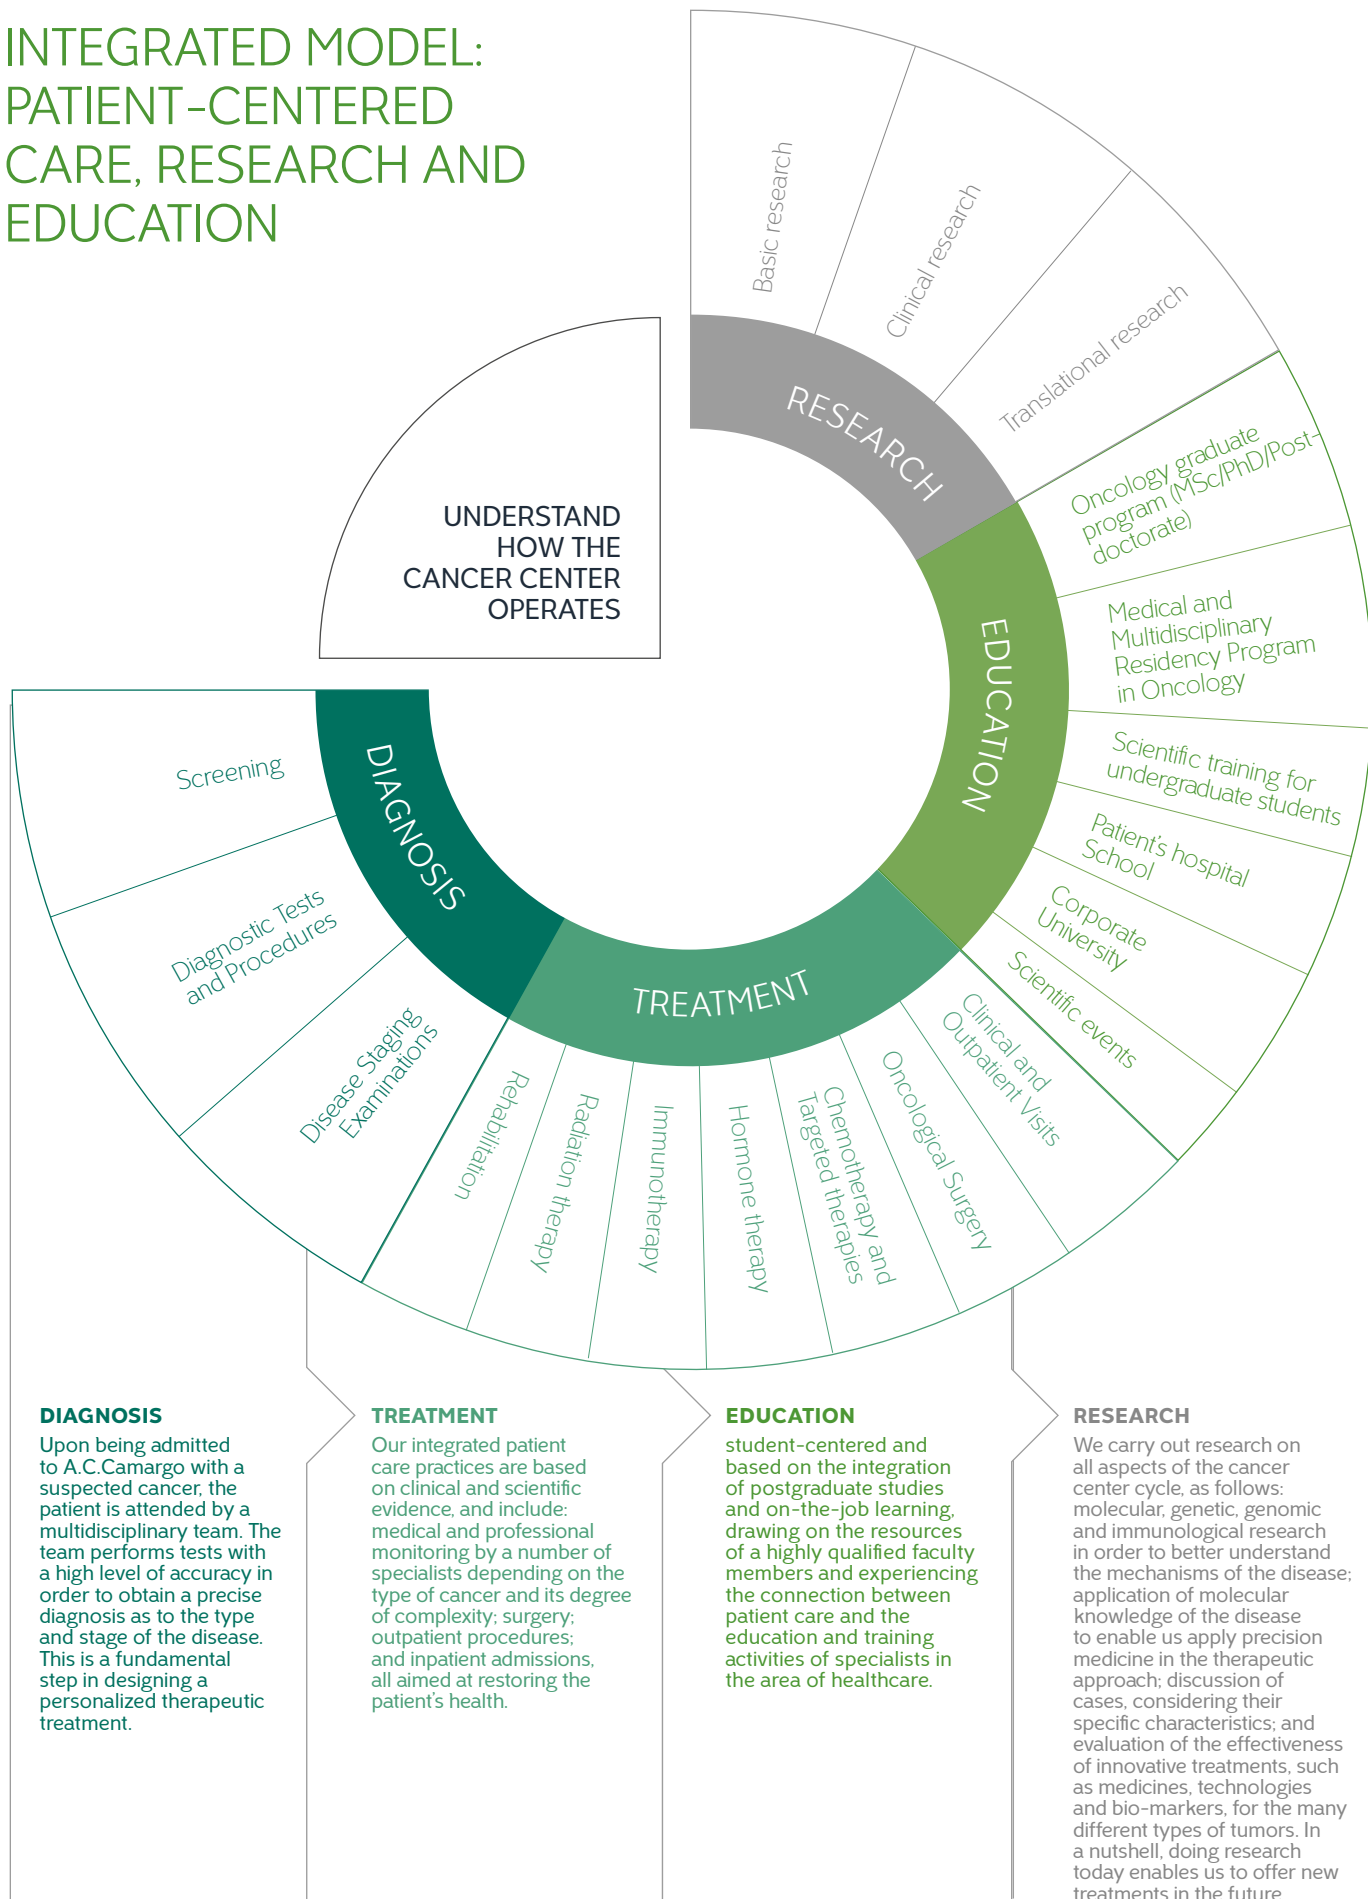 INTEGRATED MODEL:
PATIENT-CENTERED
CARE, RESEARCH AND
EDUCATION
UNDERSTAND
HOW THE
CANCER CENTER
OPERATES
RESEARCH
Basic research
Clinical research
Translational research
EDUCATION
Oncology graduate
program (MSc/PhD/Post-
doctorate)
Medical and
Multidisciplinary
Residency Program
in Oncology
Scientific training for
undergraduate students
Patient's hospital
School
Corporate
University
Scientific events
TREATMENT
Clinical and
Outpatient Visits
Oncological Surgery
Chemotherapy and
Targeted therapies
Hormone therapy
Immunotherapy
Radiation therapy
Rehabilitation
DIAGNOSIS
Disease Staging
Examinations
Diagnostic Tests
and Procedures
Screening
DIAGNOSIS
Upon being admitted
to A.C.Camargo with a
suspected cancer, the
patient is attended by a
multidisciplinary team. The
team performs tests with
a high level of accuracy in
order to obtain a precise
diagnosis as to the type
and stage of the disease.
This is a fundamental
step in designing a
personalized therapeutic
treatment.
TREATMENT
Our integrated patient
care practices are based
on clinical and scientific
evidence, and include:
medical and professional
monitoring by a number of
specialists depending on the
type of cancer and its degree
of complexity; surgery;
outpatient procedures;
and inpatient admissions,
all aimed at restoring the
patient's health.
EDUCATION
student-centered and
based on the integration
of postgraduate studies
and on-the-job learning,
drawing on the resources
of a highly qualified faculty
members and experiencing
the connection between
patient care and the
education and training
activities of specialists in
the area of healthcare.
RESEARCH
We carry out research on
all aspects of the cancer
center cycle, as follows:
molecular, genetic, genomic
and immunological research
in order to better understand
the mechanisms of the disease;
application of molecular
knowledge of the disease
to enable us apply precision
medicine in the therapeutic
approach; discussion of
cases, considering their
specific characteristics; and
evaluation of the effectiveness
of innovative treatments, such
as medicines, technologies
and bio-markers, for the many
different types of tumors. In
a nutshell, doing research
today enables us to offer new
treatments in the future